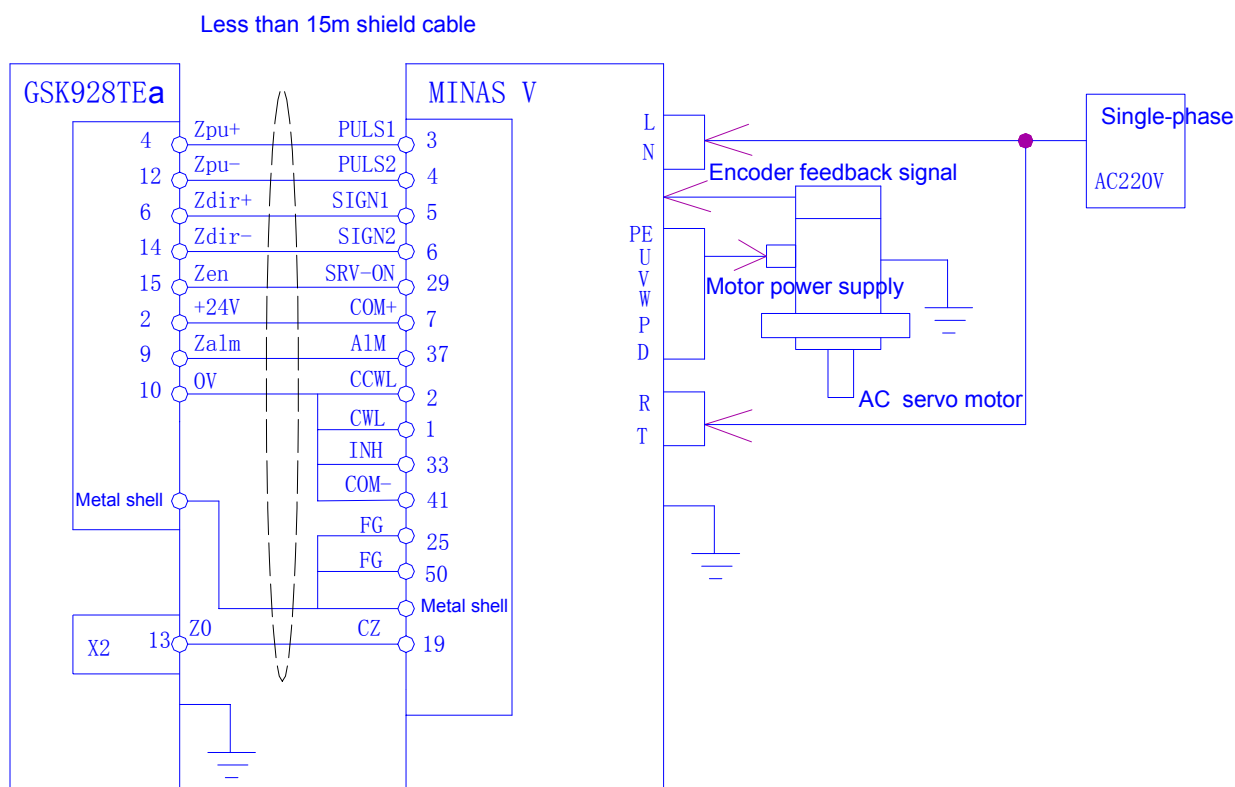 Less than 15m shield cable
GSK928TEa
MINAS V
4 Zpu+ PULS1 3
12 Zpu- PULS2 4
6 Zdir+ SIGN1 5
14 Zdir- SIGN2 6
15 Zen SRV-ON 29
2 +24V COM+ 7
9 Zalm AlM 37
10 0V CCWL 2
CWL 1
INH 33
COM- 41
Metal shell
FG 25
FG 50
Metal shell
X2 13 Z0 CZ 19
L
N
Encoder feedback signal
PE
U
V
W
P
D
Motor power supply
AC servo motor
R
T
Single-phase
AC220V